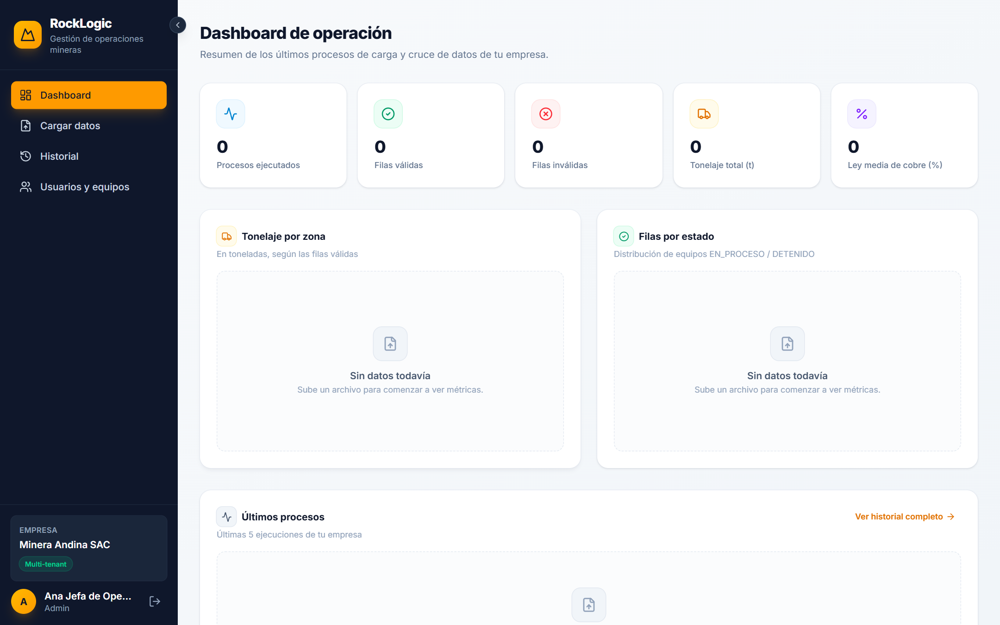 RockLogic
Gestión de operaciones
mineras
Dashboard
Cargar datos
Historial
Usuarios y equipos
EMPRESA
Minera Andina SAC
Multi-tenant
A
Ana Jefa de Ope...
Admin
Dashboard de operación
Resumen de los últimos procesos de carga y cruce de datos de tu empresa.
0
Procesos ejecutados
0
Filas válidas
0
Filas inválidas
0
Tonelaje total (t)
0
Ley media de cobre (%)
Tonelaje por zona
En toneladas, según las filas válidas
Sin datos todavía
Sube un archivo para comenzar a ver métricas.
Filas por estado
Distribución de equipos EN_PROCESO / DETENIDO
Sin datos todavía
Sube un archivo para comenzar a ver métricas.
Últimos procesos
Ver historial completo
Últimas 5 ejecuciones de tu empresa